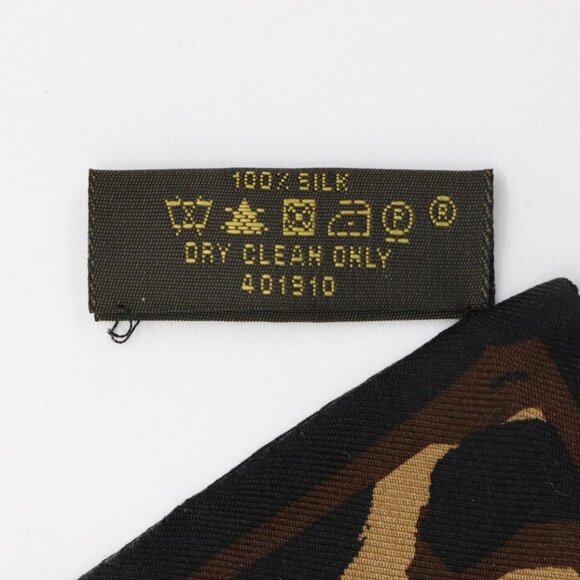 100% SILK
P R
DRY CLEAN ONLY
401910